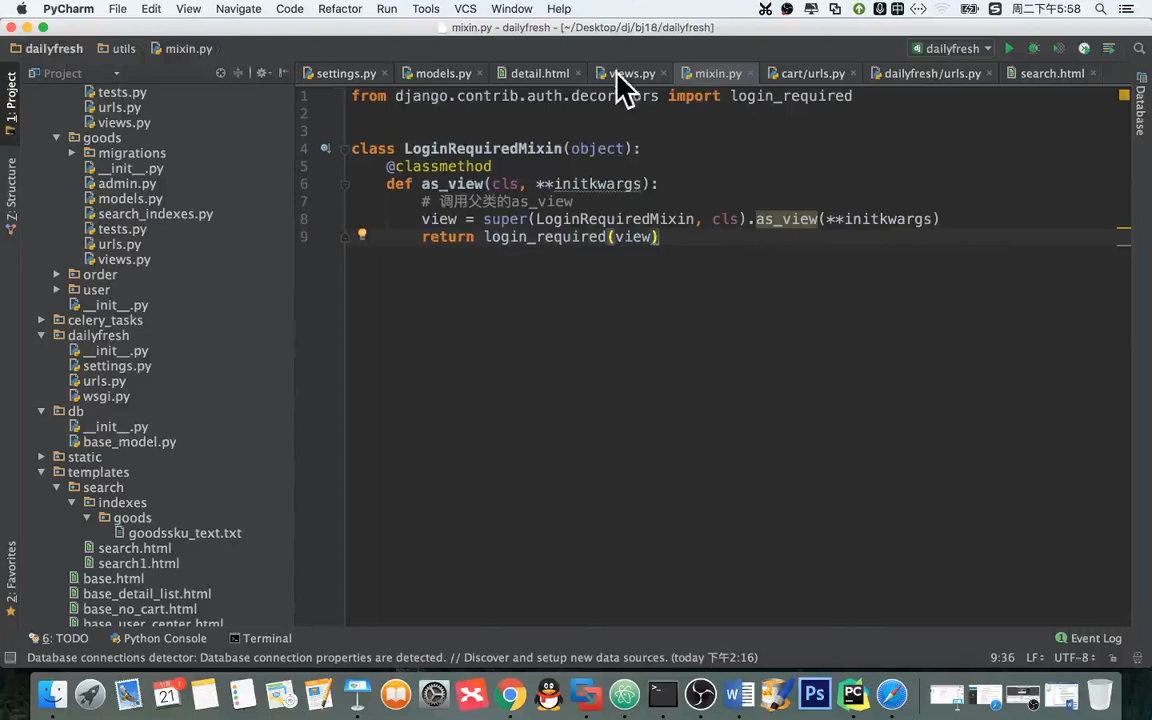 PyCharm File Edit View Navigate Code Refactor Run Tools VCS Window Help 周二下午5:58
mixin.py - dailyfresh - [~/Desktop/dj/bj18/dailyfresh]
dailyfresh utils mixin.py dailyfresh
Project
settings.py models.py detail.html views.py mixin.py cart/urls.py dailyfresh/urls.py search.html
1: Project
Z: Structure
2: Favorites
Database
tests.py
urls.py
views.py
goods
migrations
__init__.py
admin.py
models.py
search_indexes.py
tests.py
urls.py
views.py
order
user
__init__.py
celery_tasks
dailyfresh
__init__.py
settings.py
urls.py
wsgi.py
db
__init__.py
base_model.py
static
templates
search
indexes
goods
goodssku_text.txt
search.html
search1.html
base.html
base_detail_list.html
base_no_cart.html
base_user_center.html
1 from django.contrib.auth.decorators import login_required
2
3
4 class LoginRequiredMixin(object):
5 @classmethod
6 def as_view(cls, **initkwargs):
7 # 调用父类的as_view
8 view = super(LoginRequiredMixin, cls).as_view(**initkwargs)
9 return login_required(view)
6: TODO Python Console Terminal 1 Event Log
Database connections detector: Database connection properties are detected. // Discover and setup new data sources. (today 下午2:16) 9:36 LF÷ UTF-8÷